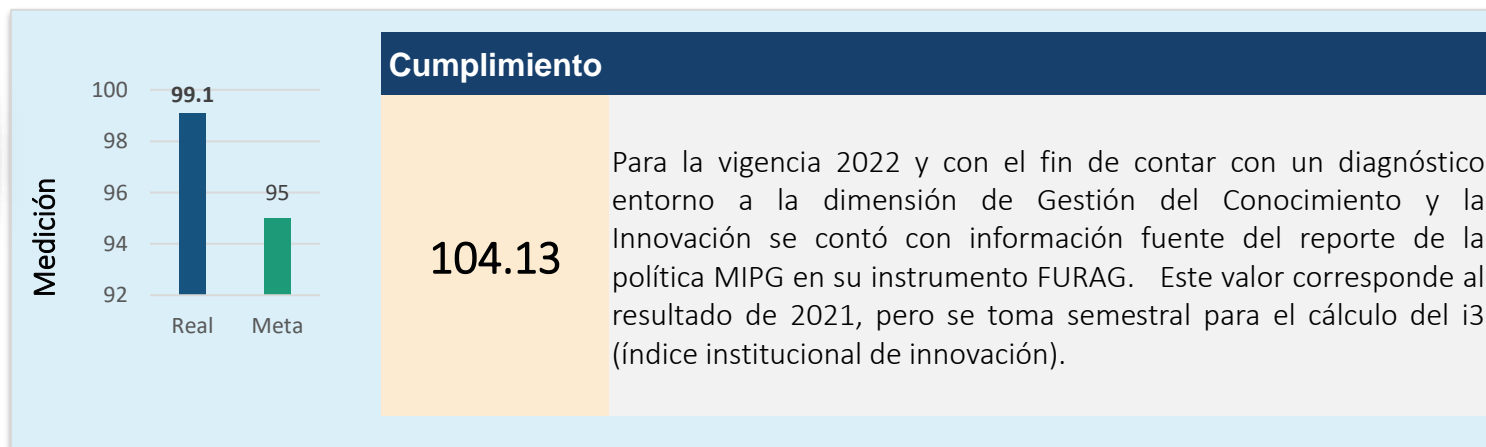 Medición
100
98
96
94
92
99.1
95
Real Meta
Cumplimiento
104.13
Para la vigencia 2022 y con el fin de contar con un diagnóstico
entorno a la dimensión de Gestión del Conocimiento y la
Innovación se contó con información fuente del reporte de la
política MIPG en su instrumento FURAG. Este valor corresponde al
resultado de 2021, pero se toma semestral para el cálculo del i3
(índice institucional de innovación).